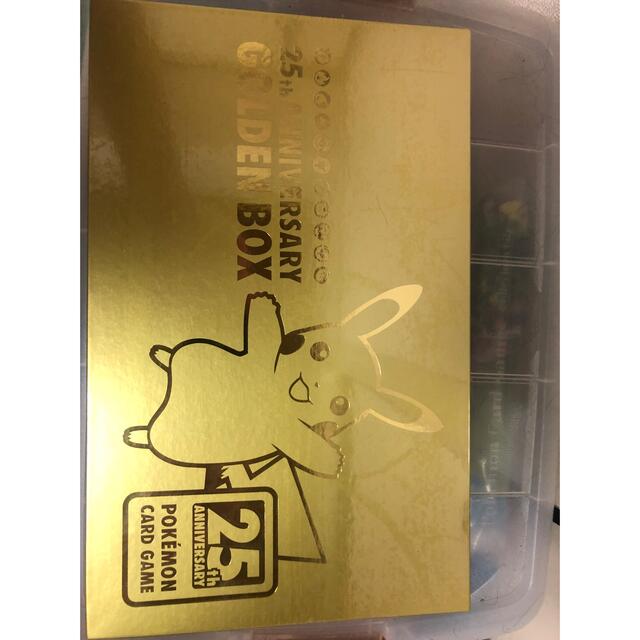 25th ANNIVERSARY
GOLDEN BOX
25th
ANNIVERSARY
POKÉMON
CARD GAME